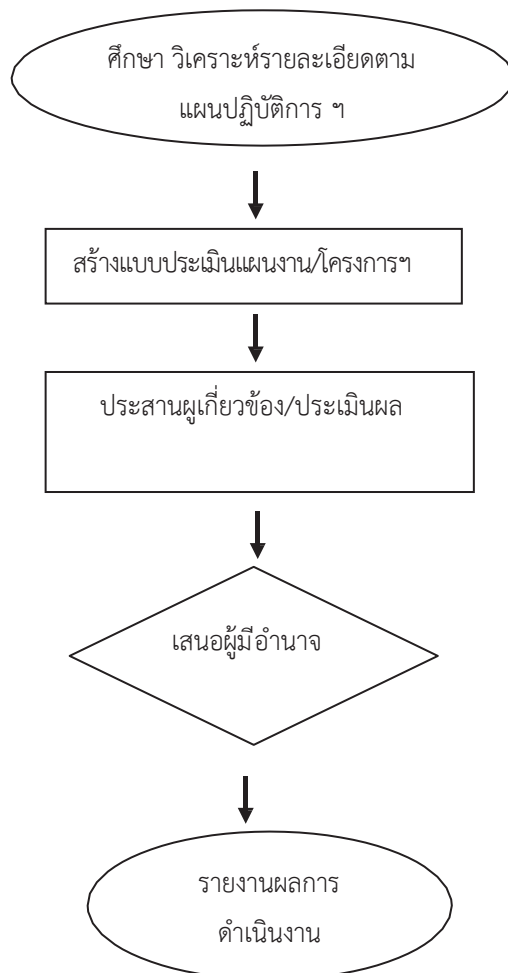 ศึกษา วิเคราะห์รายละเอียดตาม
แผนปฏิบัติการ ฯ
สร้างแบบประเมินแผนงาน/โครงการฯ
ประสานผูเกี่ยวข้อง/ประเมินผล
เสนอผู้มีอำนาจ
รายงานผลการ
ดำเนินงาน